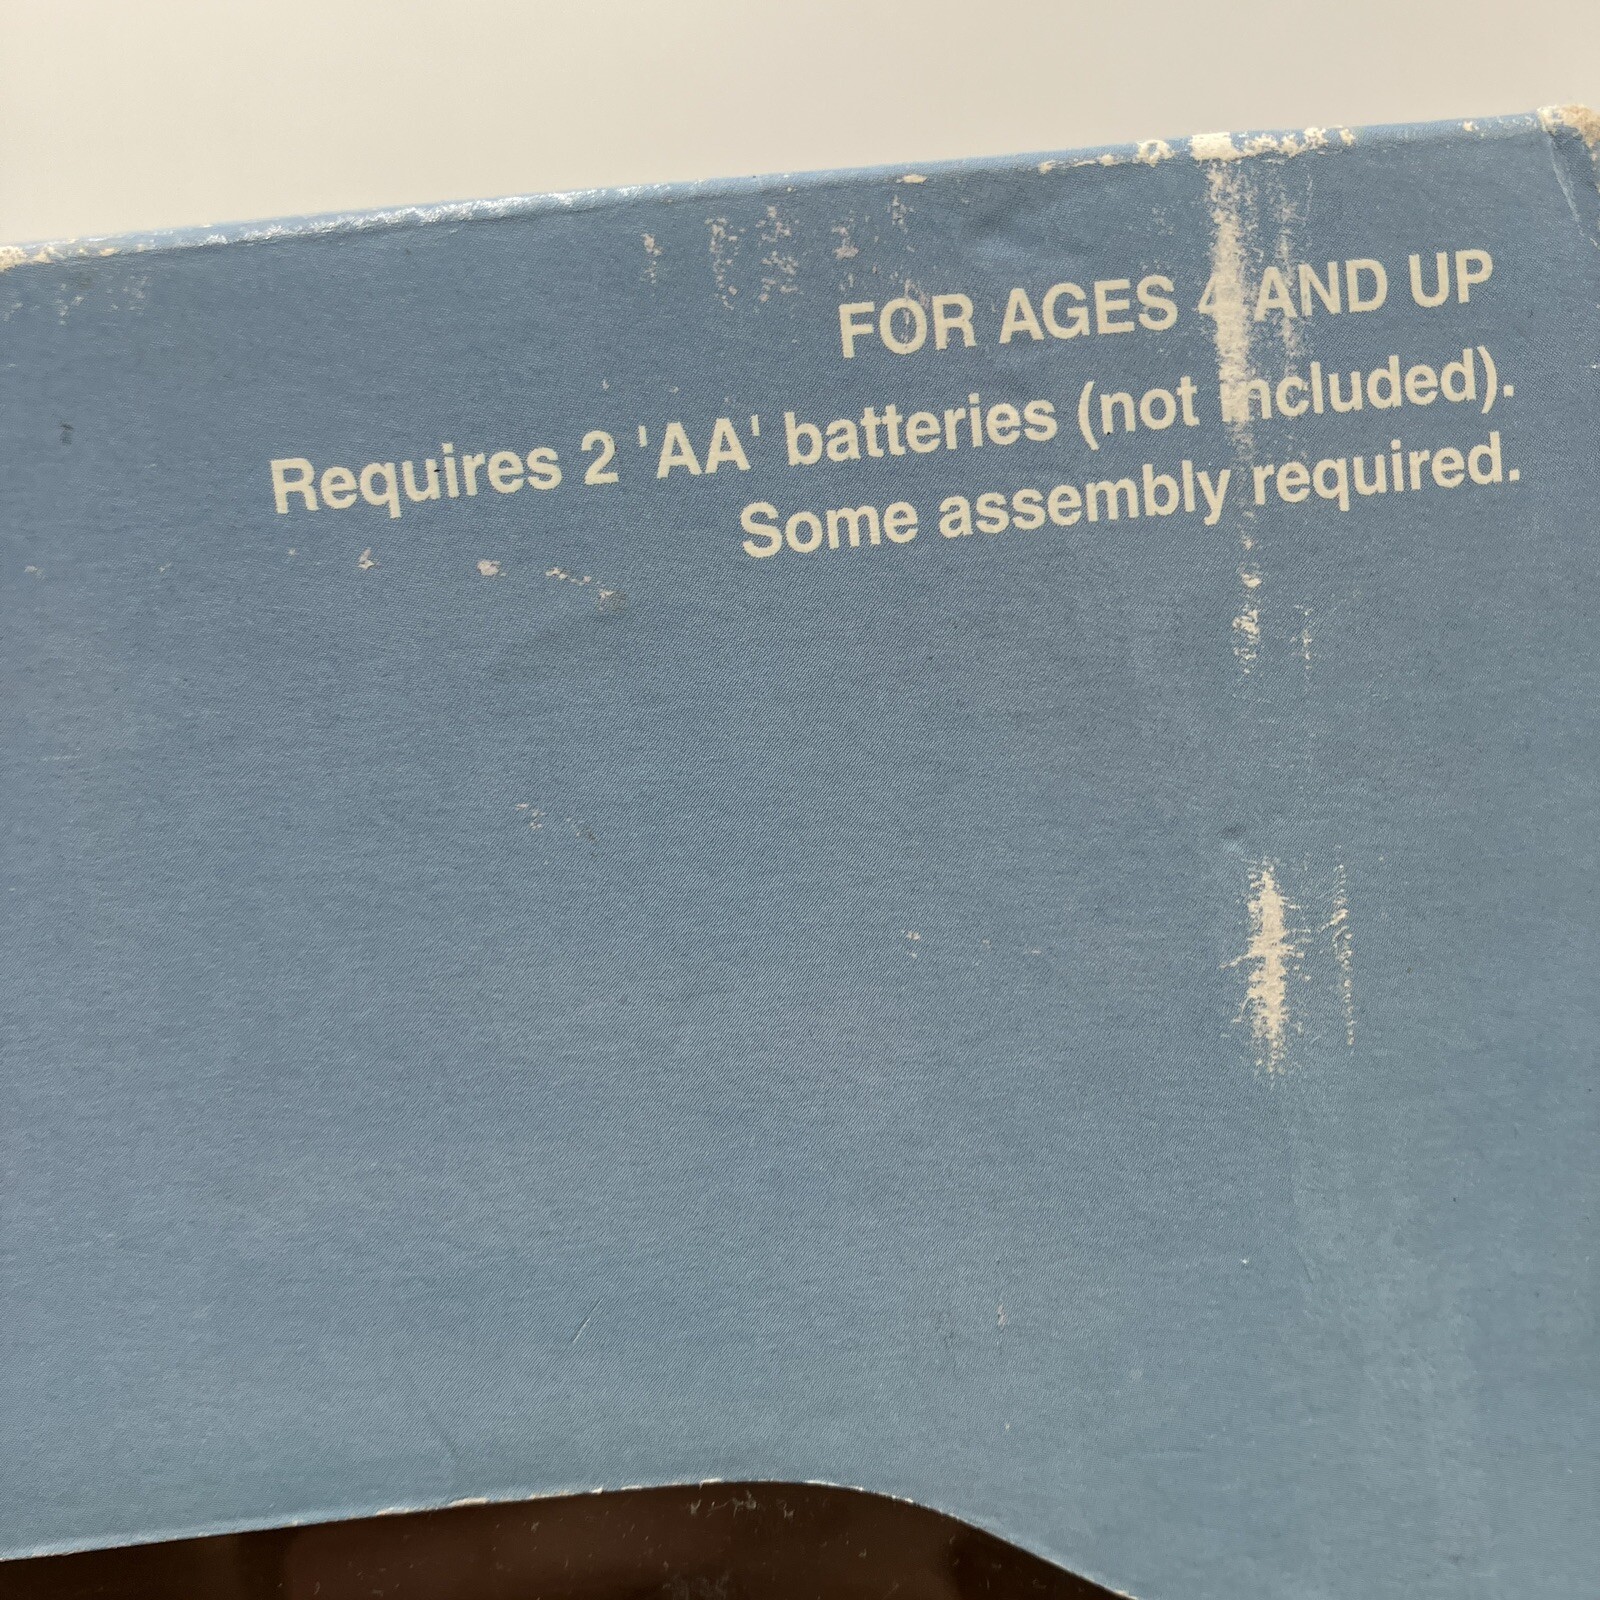 FOR AGES 4 AND UP
Requires 2 'AA' batteries (not included).
Some assembly required.